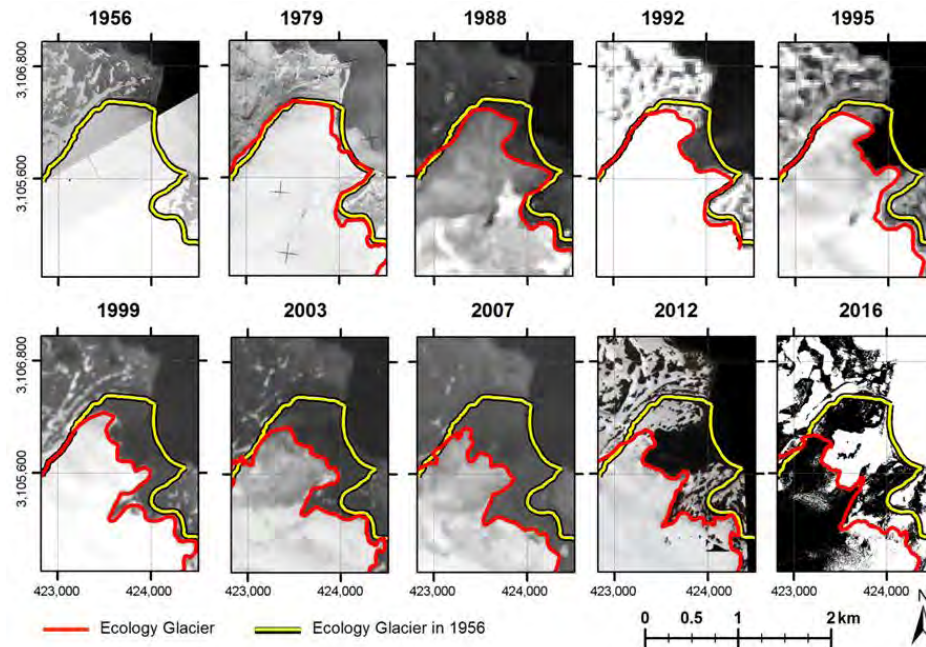 1956 1979 1988 1992 1995
3,106,800
3,105,600
1999 2003 2007 2012 2016
3,106,800
3,105,600
423,000 424,000 423,000 424,000 423,000 424,000 423,000 424,000 423,000 424,000
N
Ecology Glacier Ecology Glacier in 1956
0 0.5 1 2 km